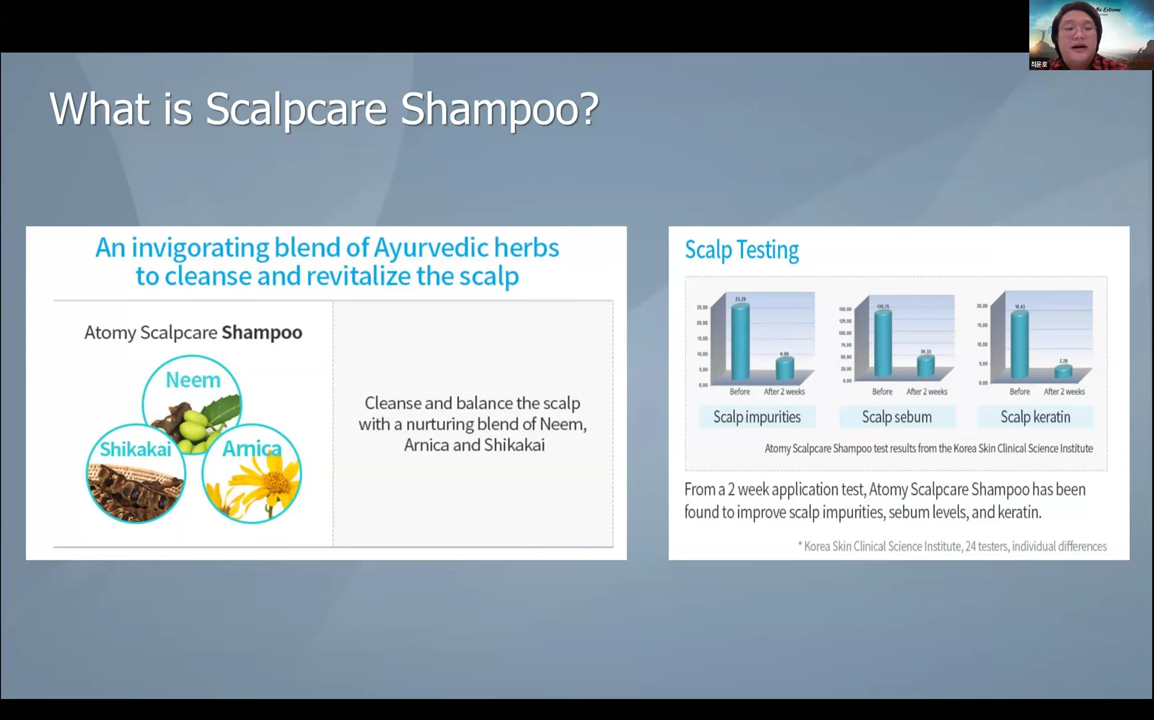 What is Scalpcare Shampoo?
최윤호
An invigorating blend of Ayurvedic herbs
to cleanse and revitalize the scalp
Atomy Scalpcare Shampoo
Neem
Shikakai
Arnica
Cleanse and balance the scalp
with a nurturing blend of Neem,
Arnica and Shikakai
Scalp Testing
Before After 2 weeks
Scalp impurities
Before After 2 weeks
Scalp sebum
Before After 2 weeks
Scalp keratin
Atomy Scalpcare Shampoo test results from the Korea Skin Clinical Science Institute
From a 2 week application test, Atomy Scalpcare Shampoo has been
found to improve scalp impurities, sebum levels, and keratin.
* Korea Skin Clinical Science Institute, 24 testers, individual differences